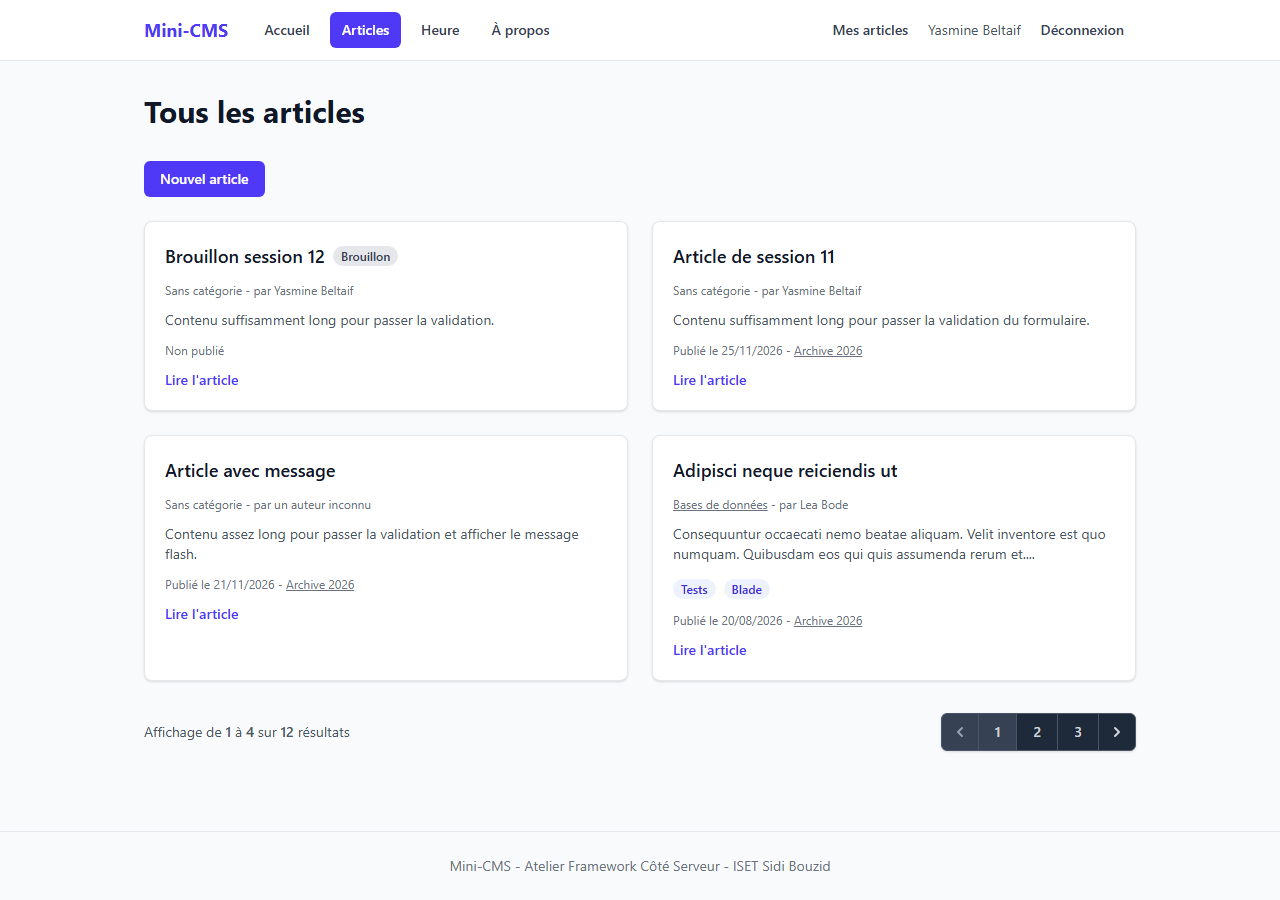 Mini-CMS Accueil Articles Heure À propos Mes articles Yasmine Beltaif Déconnexion
Tous les articles
Nouvel article
Brouillon session 12 Brouillon
Sans catégorie - par Yasmine Beltaif
Contenu suffisamment long pour passer la validation.
Non publié
Lire l'article
Article de session 11
Sans catégorie - par Yasmine Beltaif
Contenu suffisamment long pour passer la validation du formulaire.
Publié le 25/11/2026 - Archive 2026
Lire l'article
Article avec message
Sans catégorie - par un auteur inconnu
Contenu assez long pour passer la validation et afficher le message
flash.
Publié le 21/11/2026 - Archive 2026
Lire l'article
Adipisci neque reiciendis ut
Bases de données - par Lea Bode
Consequuntur occaecati nemo beatae aliquam. Velit inventore est quo
numquam. Quibusdam eos qui quis assumenda rerum et....
Tests Blade
Publié le 20/08/2026 - Archive 2026
Lire l'article
Affichage de 1 à 4 sur 12 résultats
1 2 3
Mini-CMS - Atelier Framework Côté Serveur - ISET Sidi Bouzid